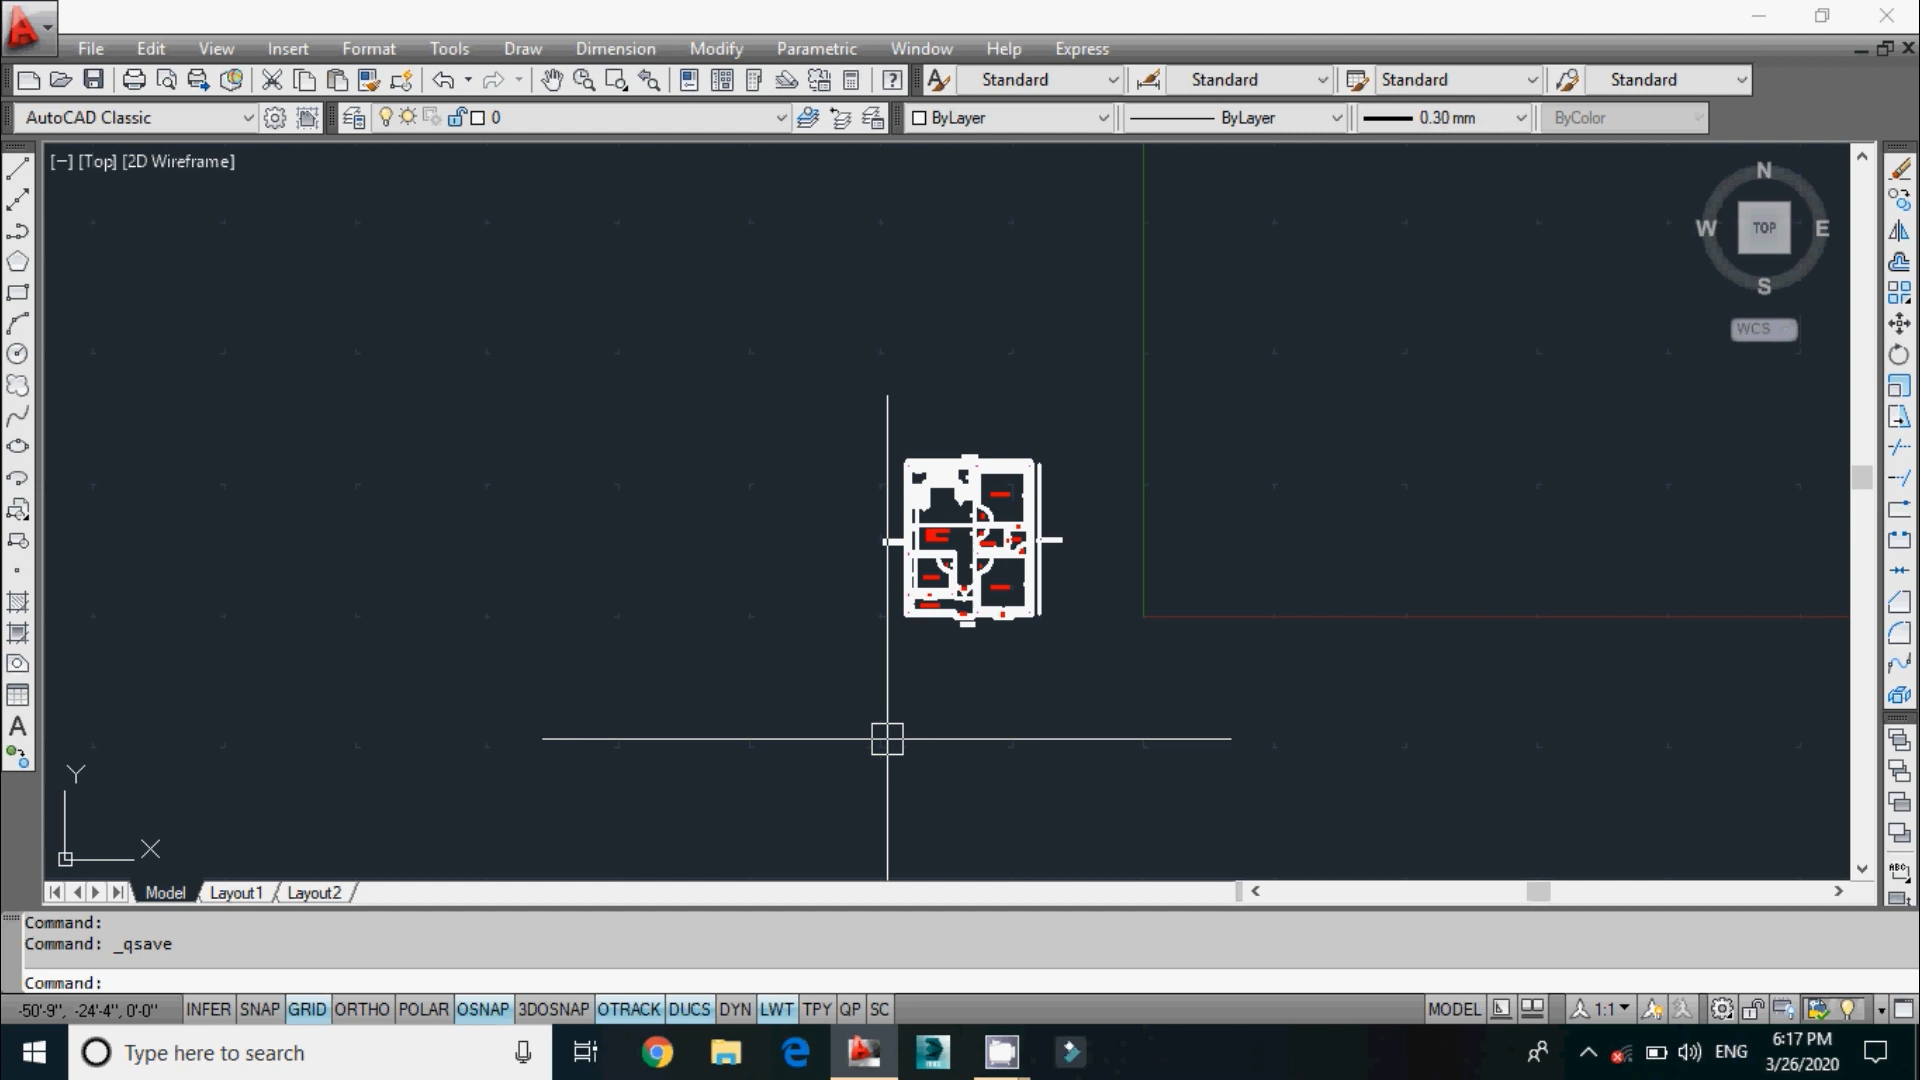 File Edit View Insert Format Tools Draw Dimension Modify Parametric Window Help Express
Standard Standard Standard Standard
AutoCAD Classic 0 ByLayer ByLayer 0.30 mm ByColor
[−] [Top] [2D Wireframe]
N
W TOP E
S
WCS
Y
X
Model Layout1 Layout2
Command:
Command: _qsave
Command:
-50'-9", -24'-4", 0'-0" INFER SNAP GRID ORTHO POLAR OSNAP 3DOSNAP OTRACK DUCS DYN LWT TPY QP SC MODEL 1:1
Type here to search ENG 6:17 PM
3/26/2020